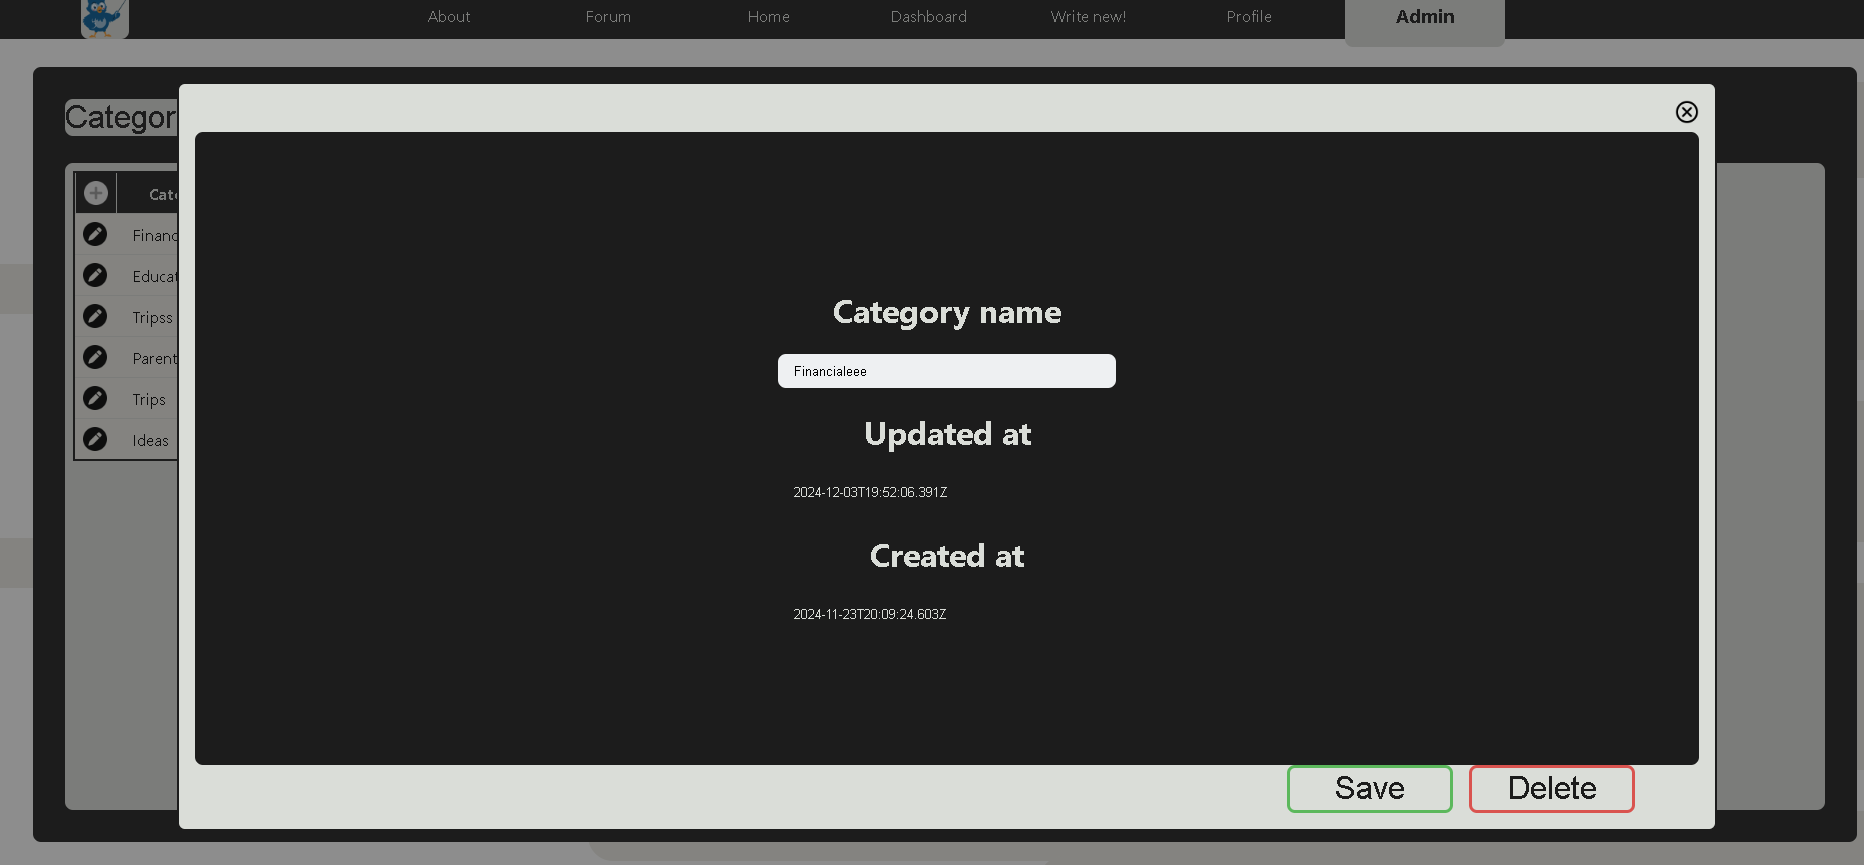 About Forum Home Dashboard Write new! Profile Admin
Categor
Cate
Financ
Educat
Tripss
Parent
Trips
Ideas
Category name
Financialeee
Updated at
2024-12-03T19:52:06.391Z
Created at
2024-11-23T20:09:24.603Z
Save Delete